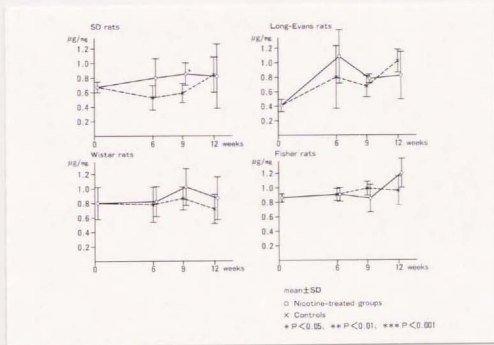 SD rats
µg/mg
1.2
1.0
0.8
0.6
0.4
0.2
0 6 9 12 weeks
*
Long-Evans rats
µg/mg
1.2
1.0
0.8
0.6
0.4
0.2
0 6 9 12 weeks
Wistar rats
µg/mg
1.2
1.0
0.8
0.6
0.4
0.2
0 6 9 12 weeks
Fisher rats
µg/mg
1.2
1.0
0.8
0.6
0.4
0.2
0 6 9 12 weeks
mean±SD
○ Nicotine-treated groups
× Controls
* P<0.05, ** P<0.01, *** P<0.001